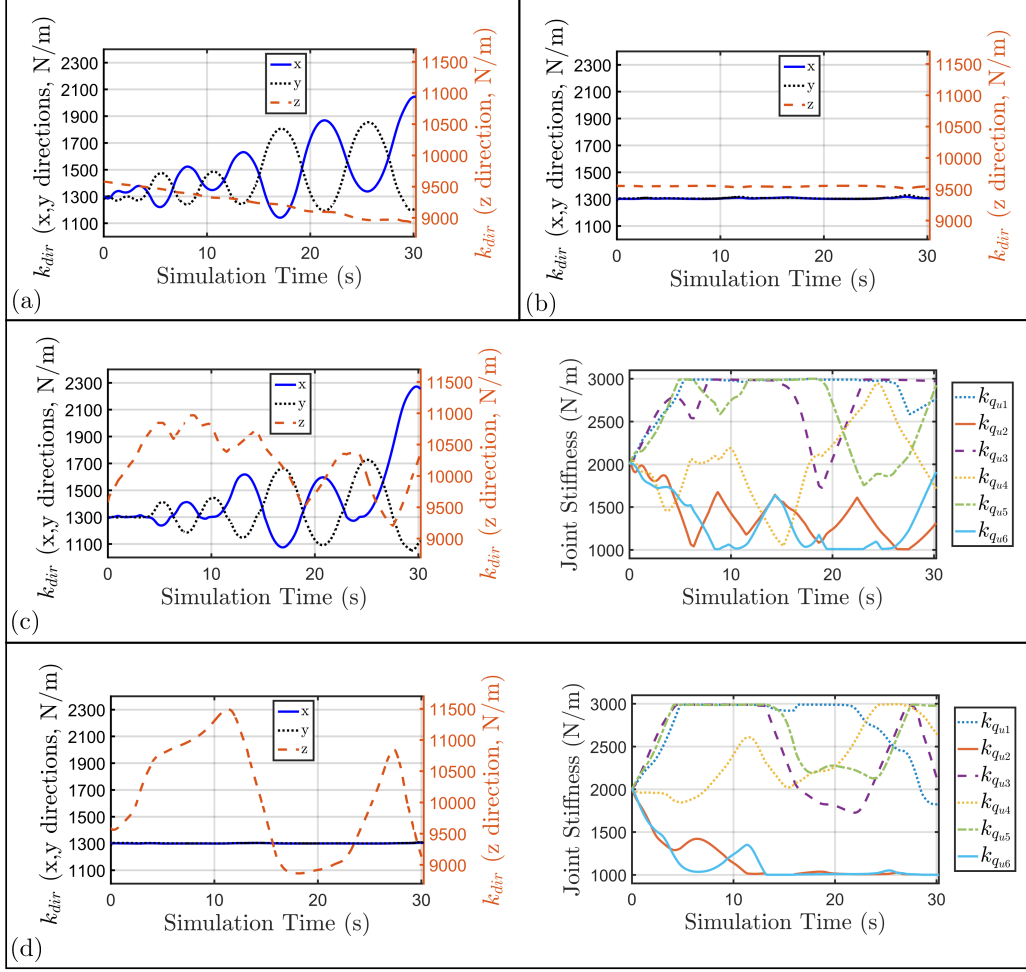 k_dir (x,y directions, N/m)
2300
2100
1900
1700
1500
1300
1100
x
y
z
11500
11000
10500
10000
9500
9000
k_dir (z direction, N/m)
0 10 20 30
Simulation Time (s)
(a)
k_dir (x,y directions, N/m)
2300
2100
1900
1700
1500
1300
1100
x
y
z
11500
11000
10500
10000
9500
9000
k_dir (z direction, N/m)
0 10 20 30
Simulation Time (s)
(b)
k_dir (x,y directions, N/m)
2300
2100
1900
1700
1500
1300
1100
x
y
z
11500
11000
10500
10000
9500
9000
k_dir (z direction, N/m)
0 10 20 30
Simulation Time (s)
Joint Stiffness (N/m)
3000
2500
2000
1500
1000
0 10 20 30
Simulation Time (s)
k_qu1
k_qu2
k_qu3
k_qu4
k_qu5
k_qu6
(c)
k_dir (x,y directions, N/m)
2300
2100
1900
1700
1500
1300
1100
x
y
z
11500
11000
10500
10000
9500
9000
k_dir (z direction, N/m)
0 10 20 30
Simulation Time (s)
Joint Stiffness (N/m)
3000
2500
2000
1500
1000
0 10 20 30
Simulation Time (s)
k_qu1
k_qu2
k_qu3
k_qu4
k_qu5
k_qu6
(d)